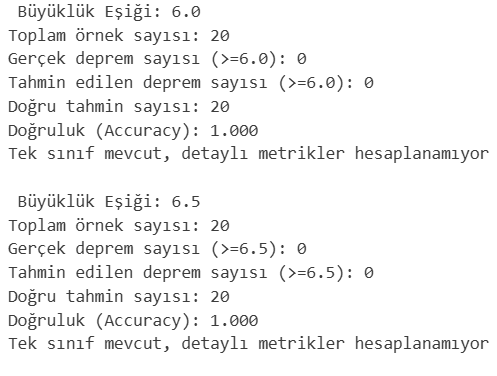 Büyüklük Eşiği: 6.0
Toplam örnek sayısı: 20
Gerçek deprem sayısı (>=6.0): 0
Tahmin edilen deprem sayısı (>=6.0): 0
Doğru tahmin sayısı: 20
Doğruluk (Accuracy): 1.000
Tek sınıf mevcut, detaylı metrikler hesaplanamıyor
Büyüklük Eşiği: 6.5
Toplam örnek sayısı: 20
Gerçek deprem sayısı (>=6.5): 0
Tahmin edilen deprem sayısı (>=6.5): 0
Doğru tahmin sayısı: 20
Doğruluk (Accuracy): 1.000
Tek sınıf mevcut, detaylı metrikler hesaplanamıyor